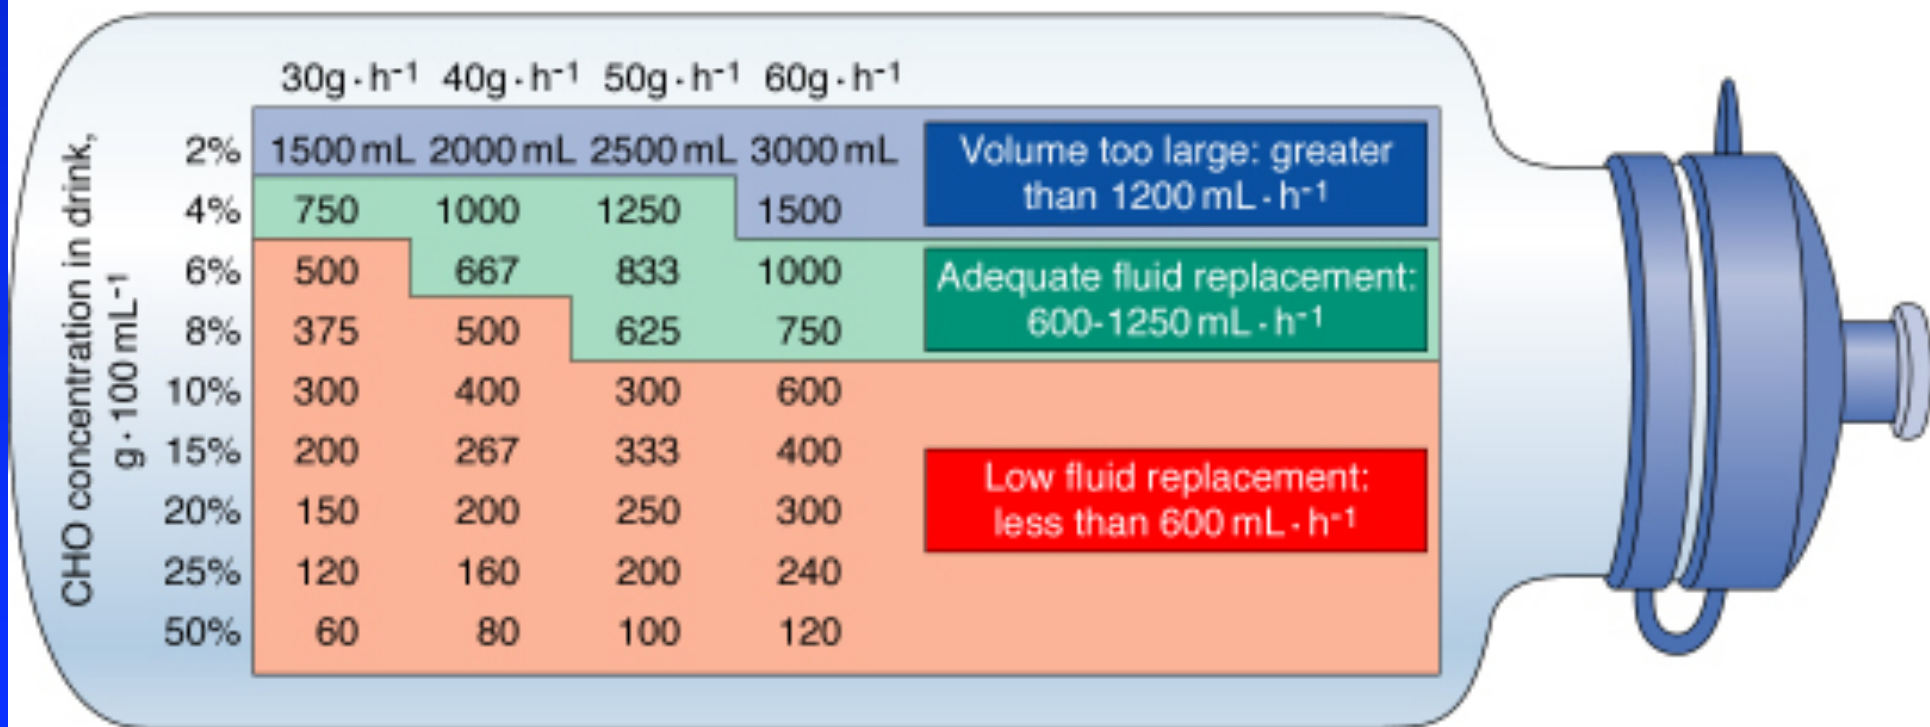 30g·h⁻¹ 40g·h⁻¹ 50g·h⁻¹ 60g·h⁻¹
CHO concentration in drink,
g·100 mL⁻¹
2% 1500 mL 2000 mL 2500 mL 3000 mL
4% 750 1000 1250 1500
6% 500 667 833 1000
8% 375 500 625 750
10% 300 400 300 600
15% 200 267 333 400
20% 150 200 250 300
25% 120 160 200 240
50% 60 80 100 120
Volume too large: greater
than 1200 mL·h⁻¹
Adequate fluid replacement:
600-1250 mL·h⁻¹
Low fluid replacement:
less than 600 mL·h⁻¹